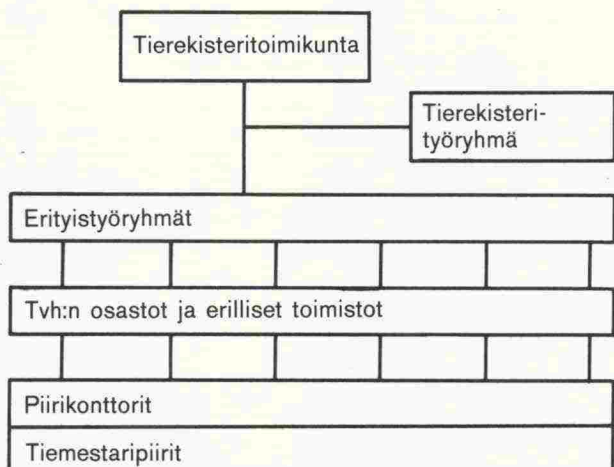 Tierekisteritoimikunta
Tierekisteri-
työryhmä
Erityistyöryhmät
Tvh:n osastot ja erilliset toimistot
Piirikonttorit
Tiemestaripiirit